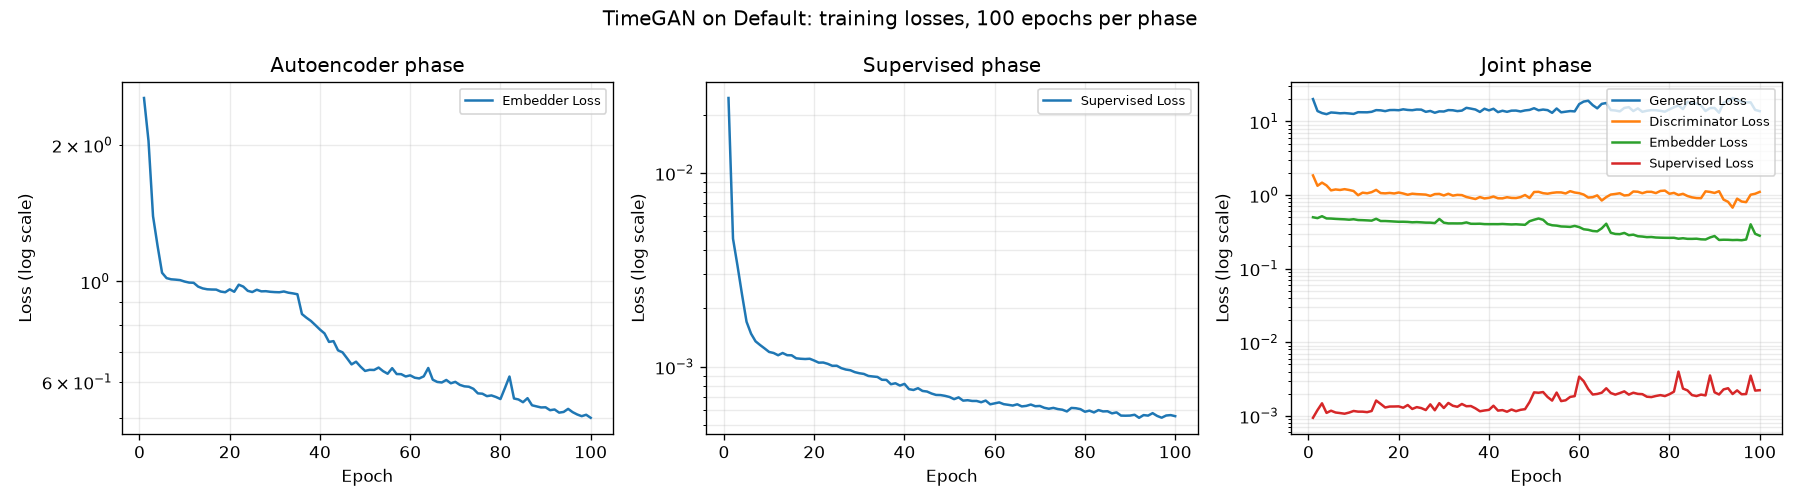 TimeGAN on Default: training losses, 100 epochs per phase
Autoencoder phase
Embedder Loss
2 × 10⁰
10⁰
6 × 10⁻¹
Loss (log scale)
0 20 40 60 80 100
Epoch
Supervised phase
Supervised Loss
10⁻²
10⁻³
Loss (log scale)
0 20 40 60 80 100
Epoch
Joint phase
Generator Loss
Discriminator Loss
Embedder Loss
Supervised Loss
10¹
10⁰
10⁻¹
10⁻²
10⁻³
Loss (log scale)
0 20 40 60 80 100
Epoch